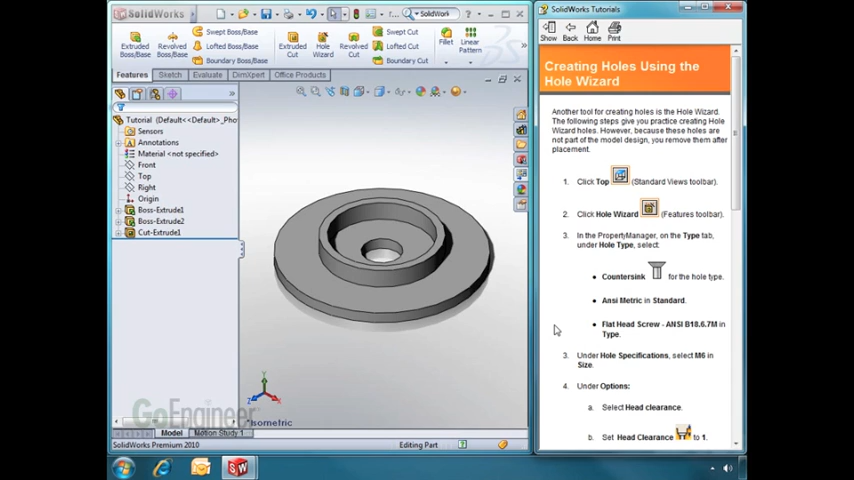 SolidWorks
SolidWork
Extruded Boss/Base
Revolved Boss/Base
Swept Boss/Base
Lofted Boss/Base
Boundary Boss/Base
Extruded Cut
Hole Wizard
Revolved Cut
Swept Cut
Lofted Cut
Boundary Cut
Fillet
Linear Pattern
Features
Sketch
Evaluate
DimXpert
Office Products
Tutorial (Default<<Default>_Pho
Sensors
Annotations
Material <not specified>
Front
Top
Right
Origin
Boss-Extrude1
Boss-Extrude2
Cut-Extrude1
Y
X
Z
*Isometric
GoEngineer
Model
Motion Study 1
SolidWorks Premium 2010
Editing Part
SolidWorks Tutorials
Show
Back
Home
Print
Creating Holes Using the
Hole Wizard
Another tool for creating holes is the Hole Wizard.
The following steps give you practice creating Hole
Wizard holes. However, because these holes are
not part of the model design, you remove them after
placement.
1. Click Top (Standard Views toolbar).
2. Click Hole Wizard (Features toolbar).
3. In the PropertyManager, on the Type tab,
under Hole Type, select:
• Countersink for the hole type.
• Ansi Metric in Standard.
• Flat Head Screw - ANSI B18.6.7M in
Type.
3. Under Hole Specifications, select M6 in
Size.
4. Under Options:
a. Select Head clearance.
b. Set Head Clearance to 1.